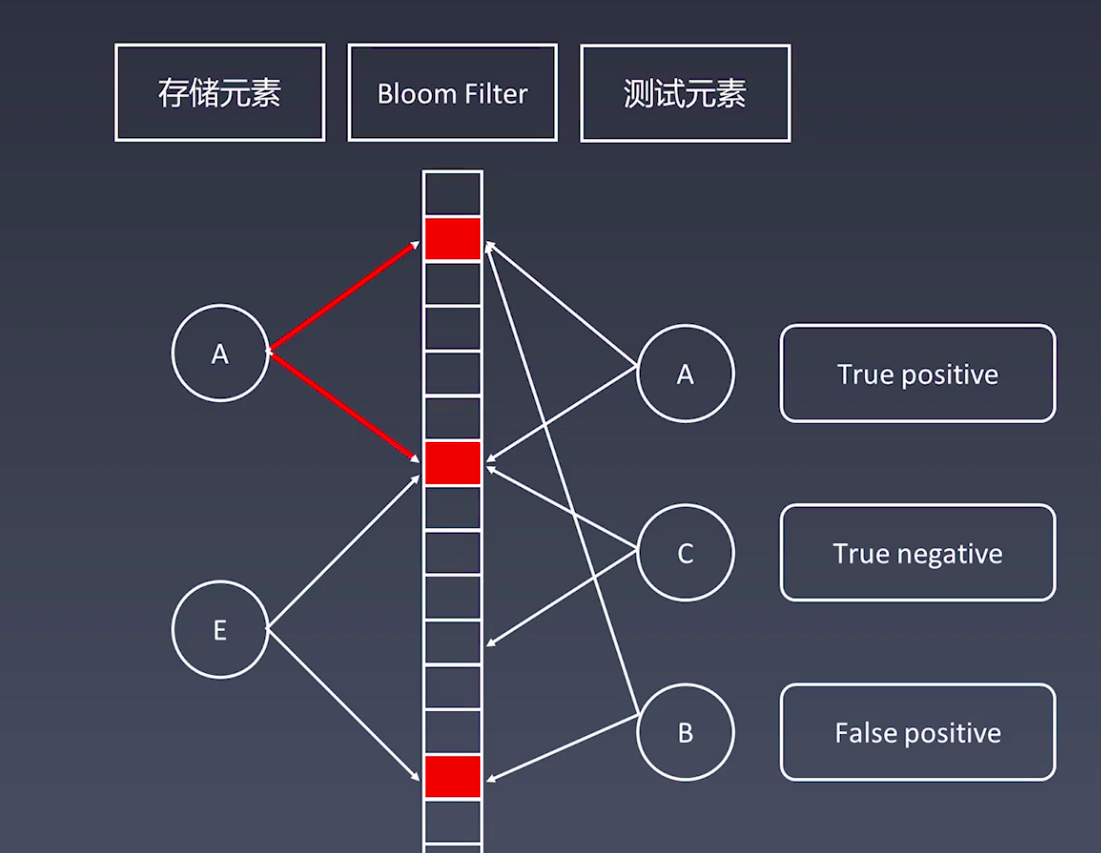 存储元素
Bloom Filter
测试元素
A
A
True positive
C
True negative
E
B
False positive